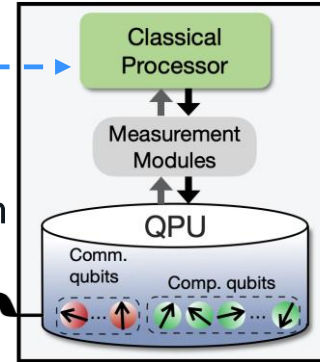 Classical
Processor
Measurement
Modules
n
QPU
Comm.
qubits
Comp. qubits
...
...